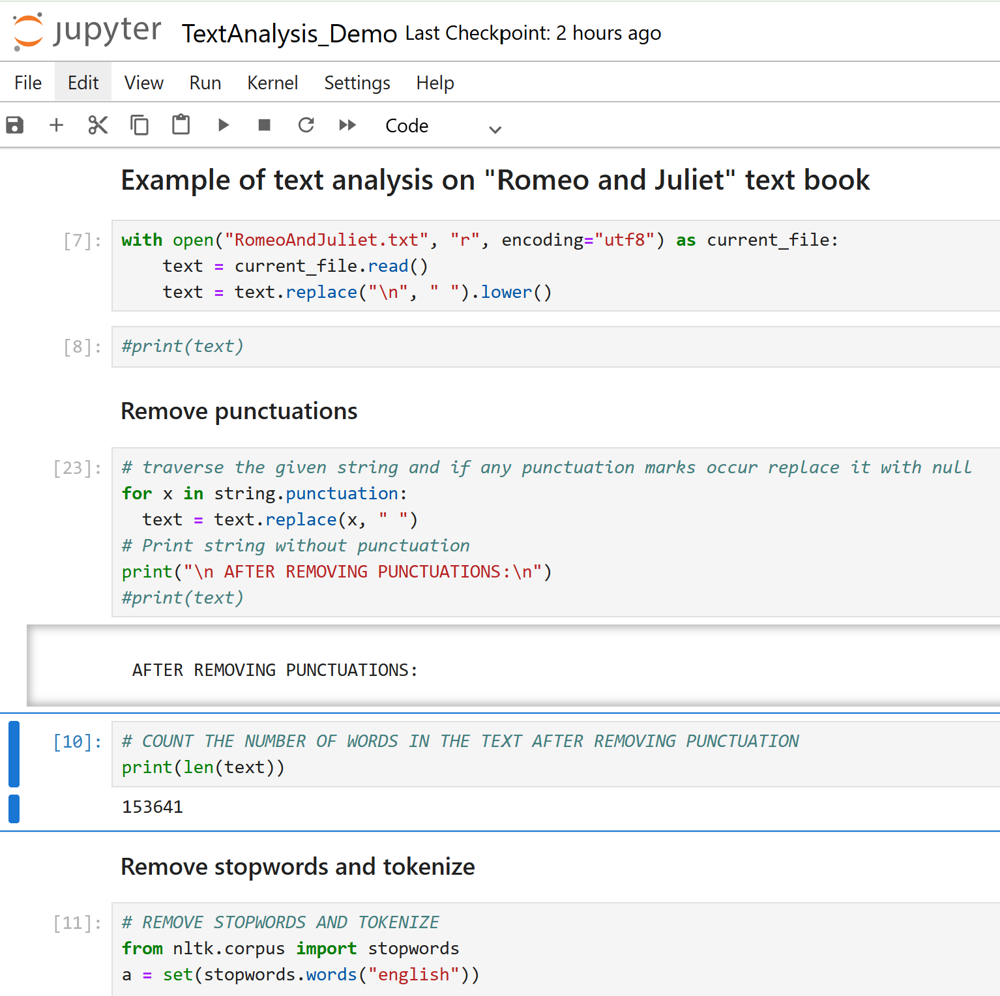 jupyter TextAnalysis_Demo Last Checkpoint: 2 hours ago
File Edit View Run Kernel Settings Help
Code
Example of text analysis on "Romeo and Juliet" text book
[7]: with open("RomeoAndJuliet.txt", "r", encoding="utf8") as current_file:
    text = current_file.read()
    text = text.replace("\n", " ").lower()
[8]: #print(text)
Remove punctuations
[23]: # traverse the given string and if any punctuation marks occur replace it with null
for x in string.punctuation:
  text = text.replace(x, " ")
# Print string without punctuation
print("\n AFTER REMOVING PUNCTUATIONS:\n")
#print(text)
AFTER REMOVING PUNCTUATIONS:
[10]: # COUNT THE NUMBER OF WORDS IN THE TEXT AFTER REMOVING PUNCTUATION
print(len(text))
153641
Remove stopwords and tokenize
[11]: # REMOVE STOPWORDS AND TOKENIZE
from nltk.corpus import stopwords
a = set(stopwords.words("english"))